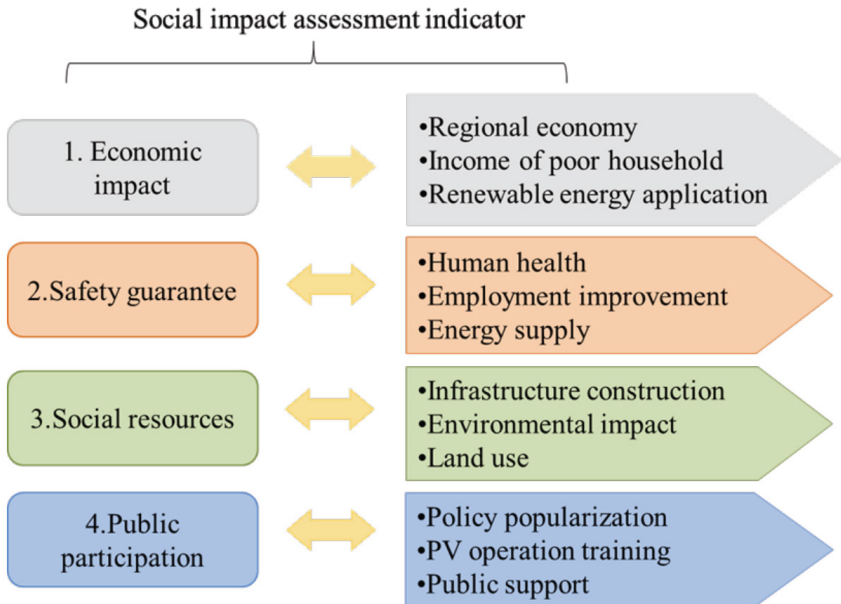 Social impact assessment indicator
1. Economic
impact
•Regional economy
•Income of poor household
•Renewable energy application
2.Safety guarantee
•Human health
•Employment improvement
•Energy supply
3.Social resources
•Infrastructure construction
•Environmental impact
•Land use
4.Public
participation
•Policy popularization
•PV operation training
•Public support